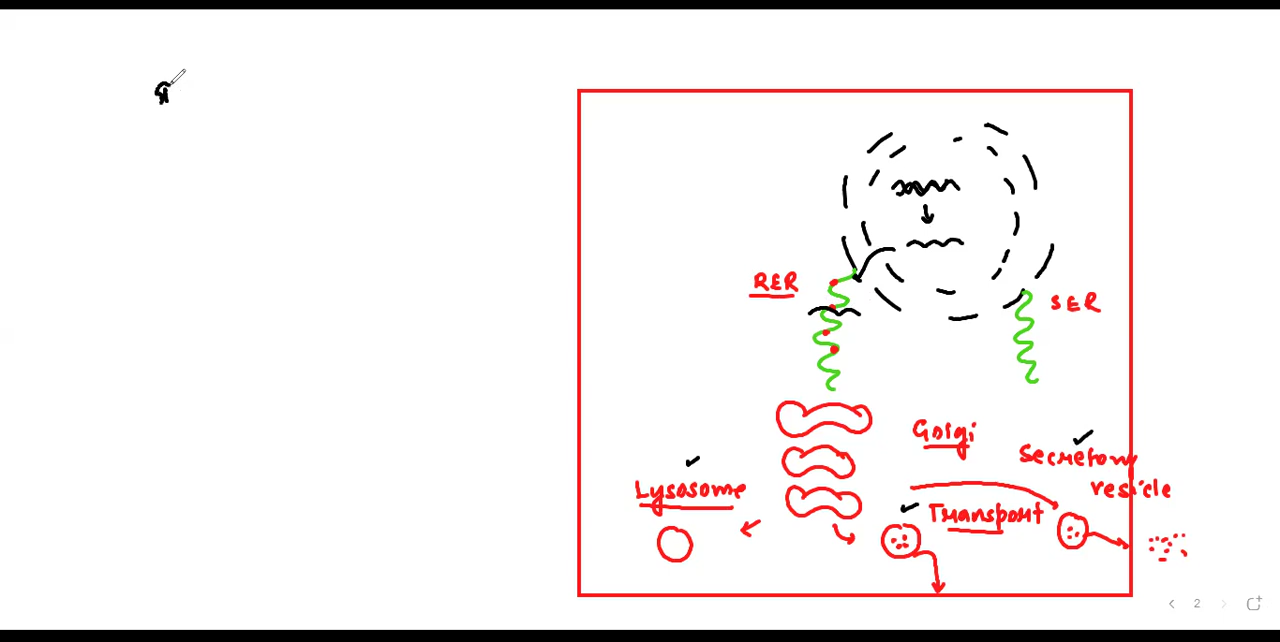 RER
SER
Golgi
Secretory
vesicle
Lysosome
Transport
2